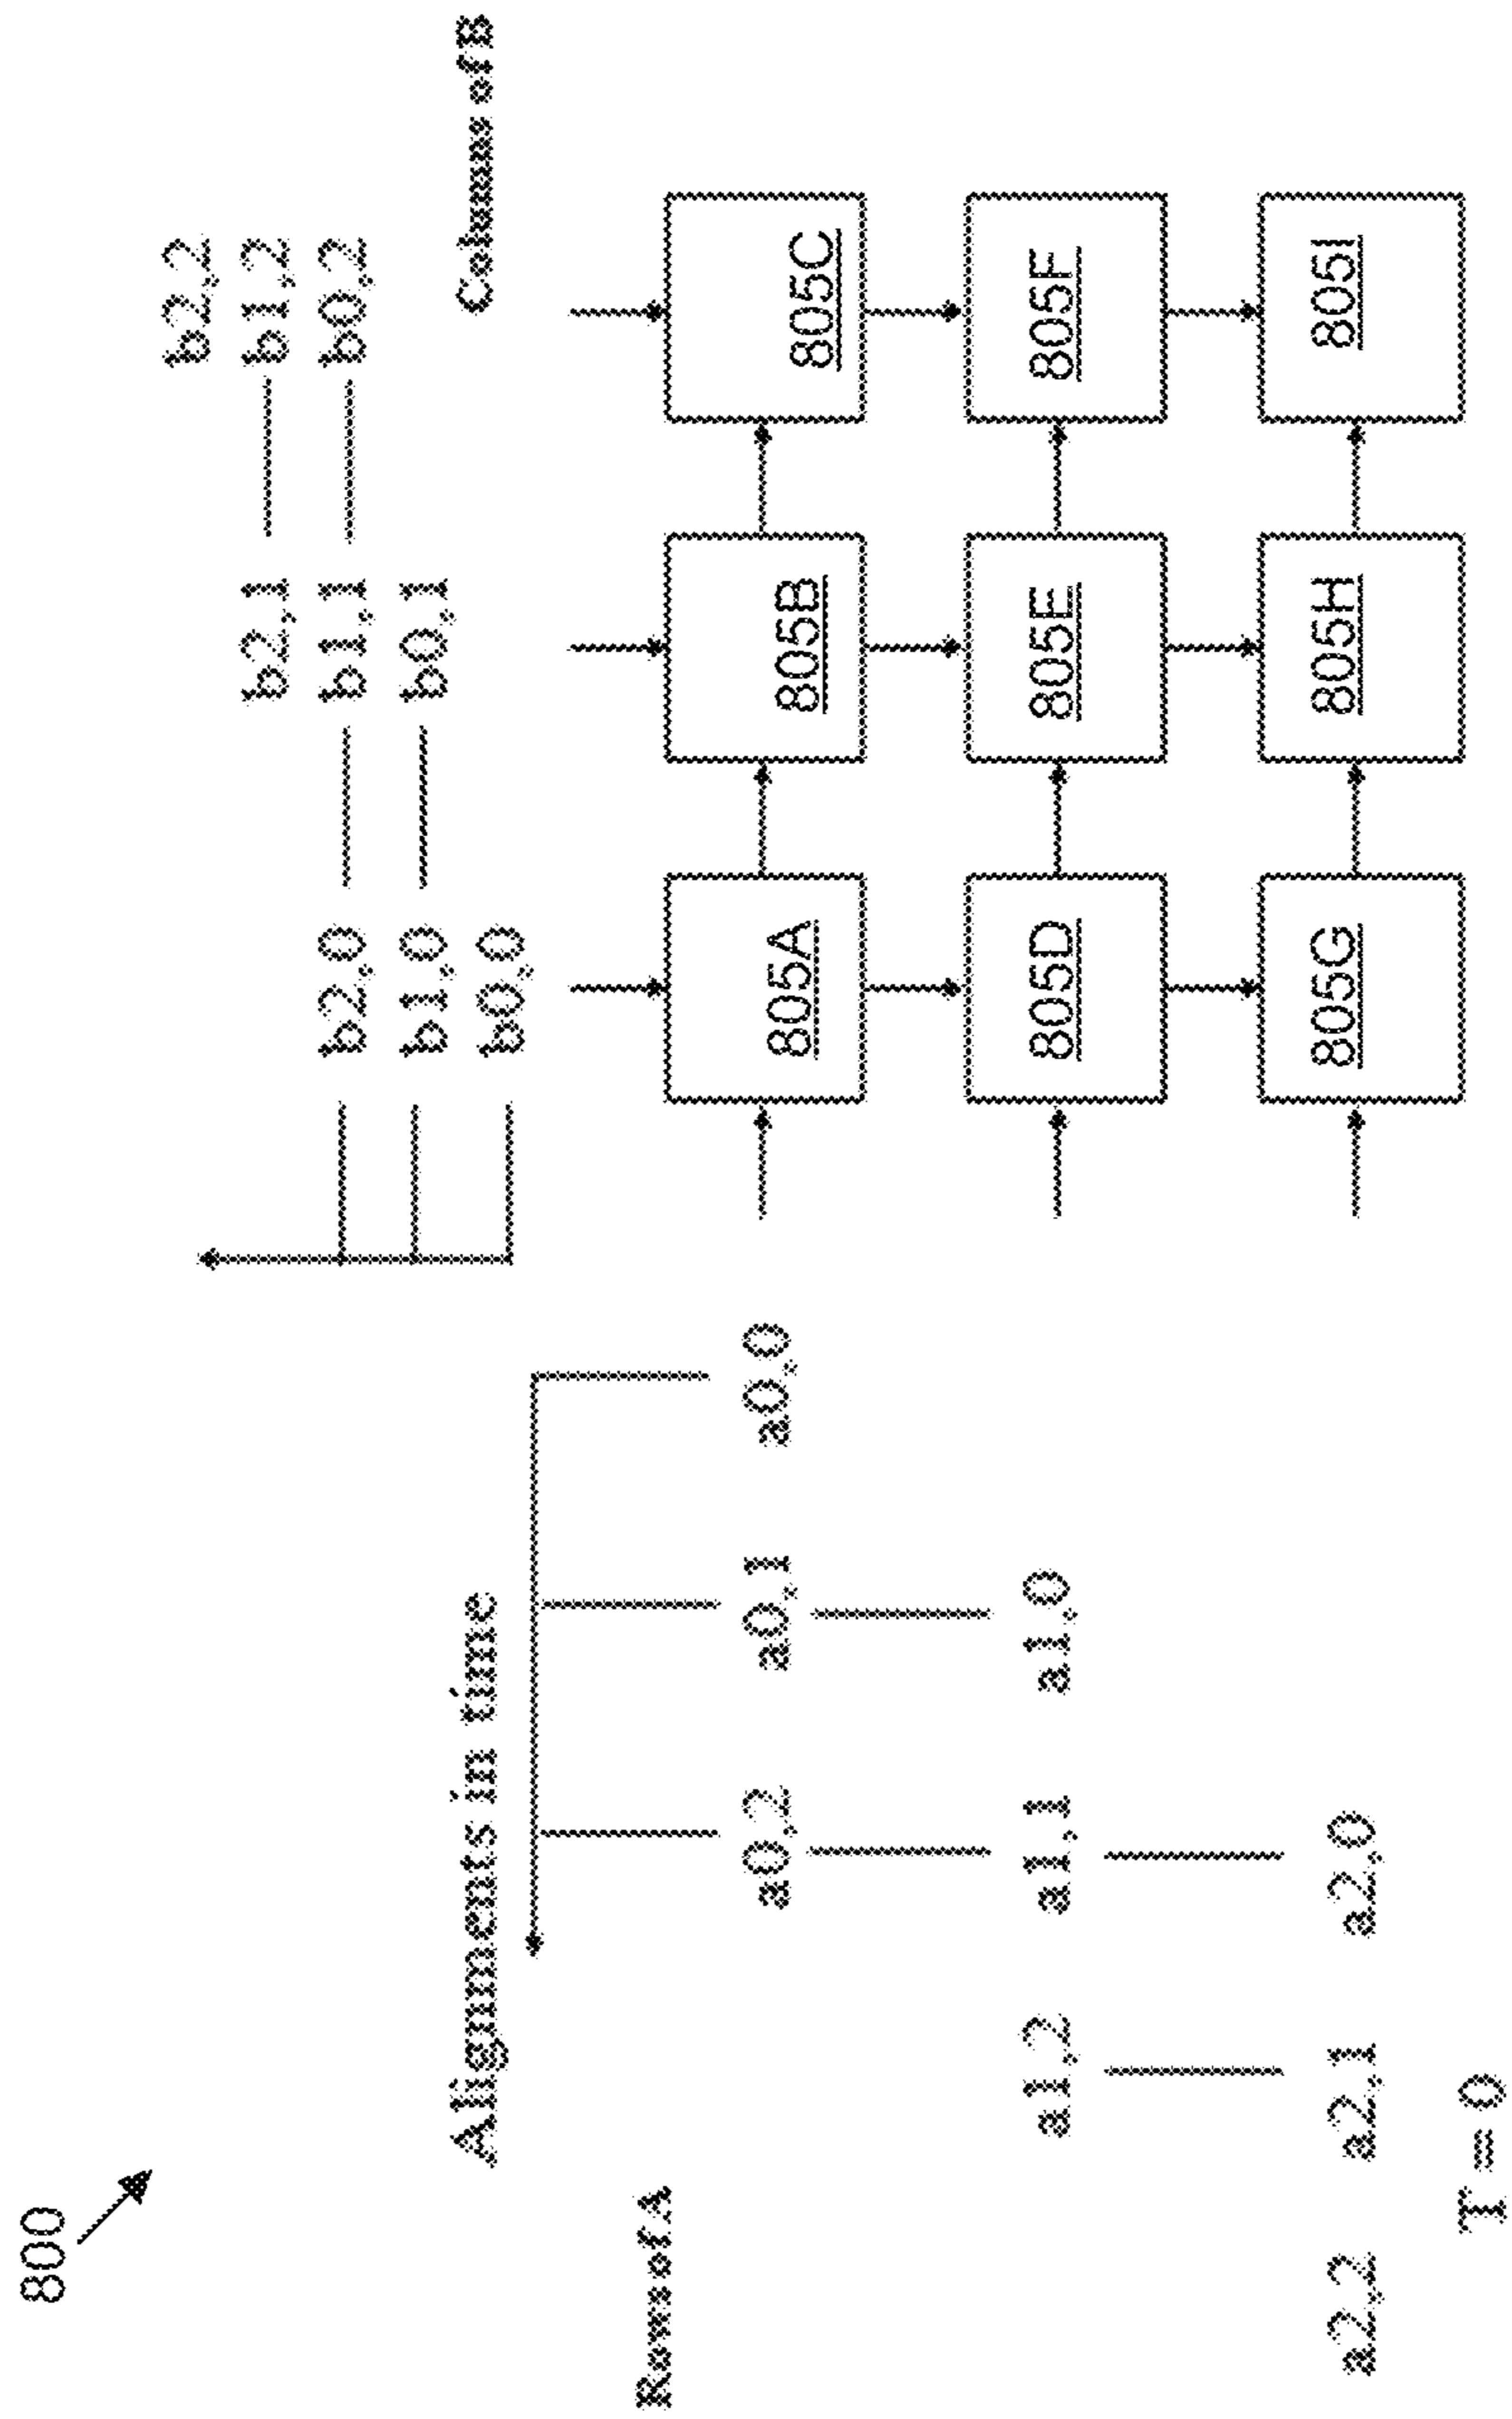 800
b2,2
b2,1 b1,2
b2,0 b1,1 b0,2
b1,0 b0,1
b0,0
Columns of B
Alignments in time
Rows of A
a0,2 a0,1 a0,0
805A 805B 805C
a1,2 a1,1 a1,0
805D 805E 805F
a2,2 a2,1 a2,0
805G 805H 805I
T = 0